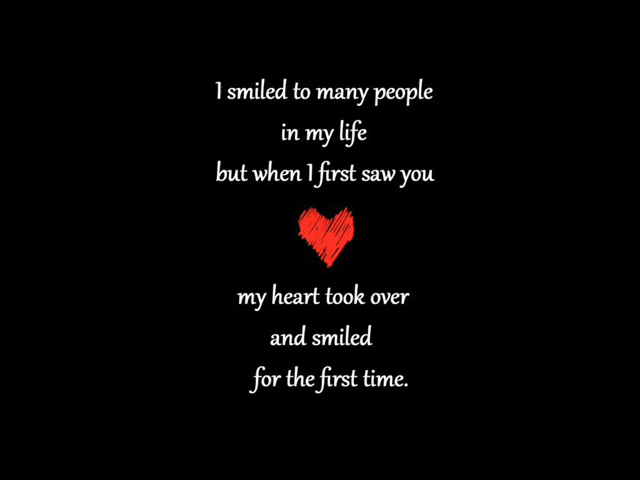 I smiled to many people
in my life
but when I first saw you
my heart took over
and smiled
for the first time.